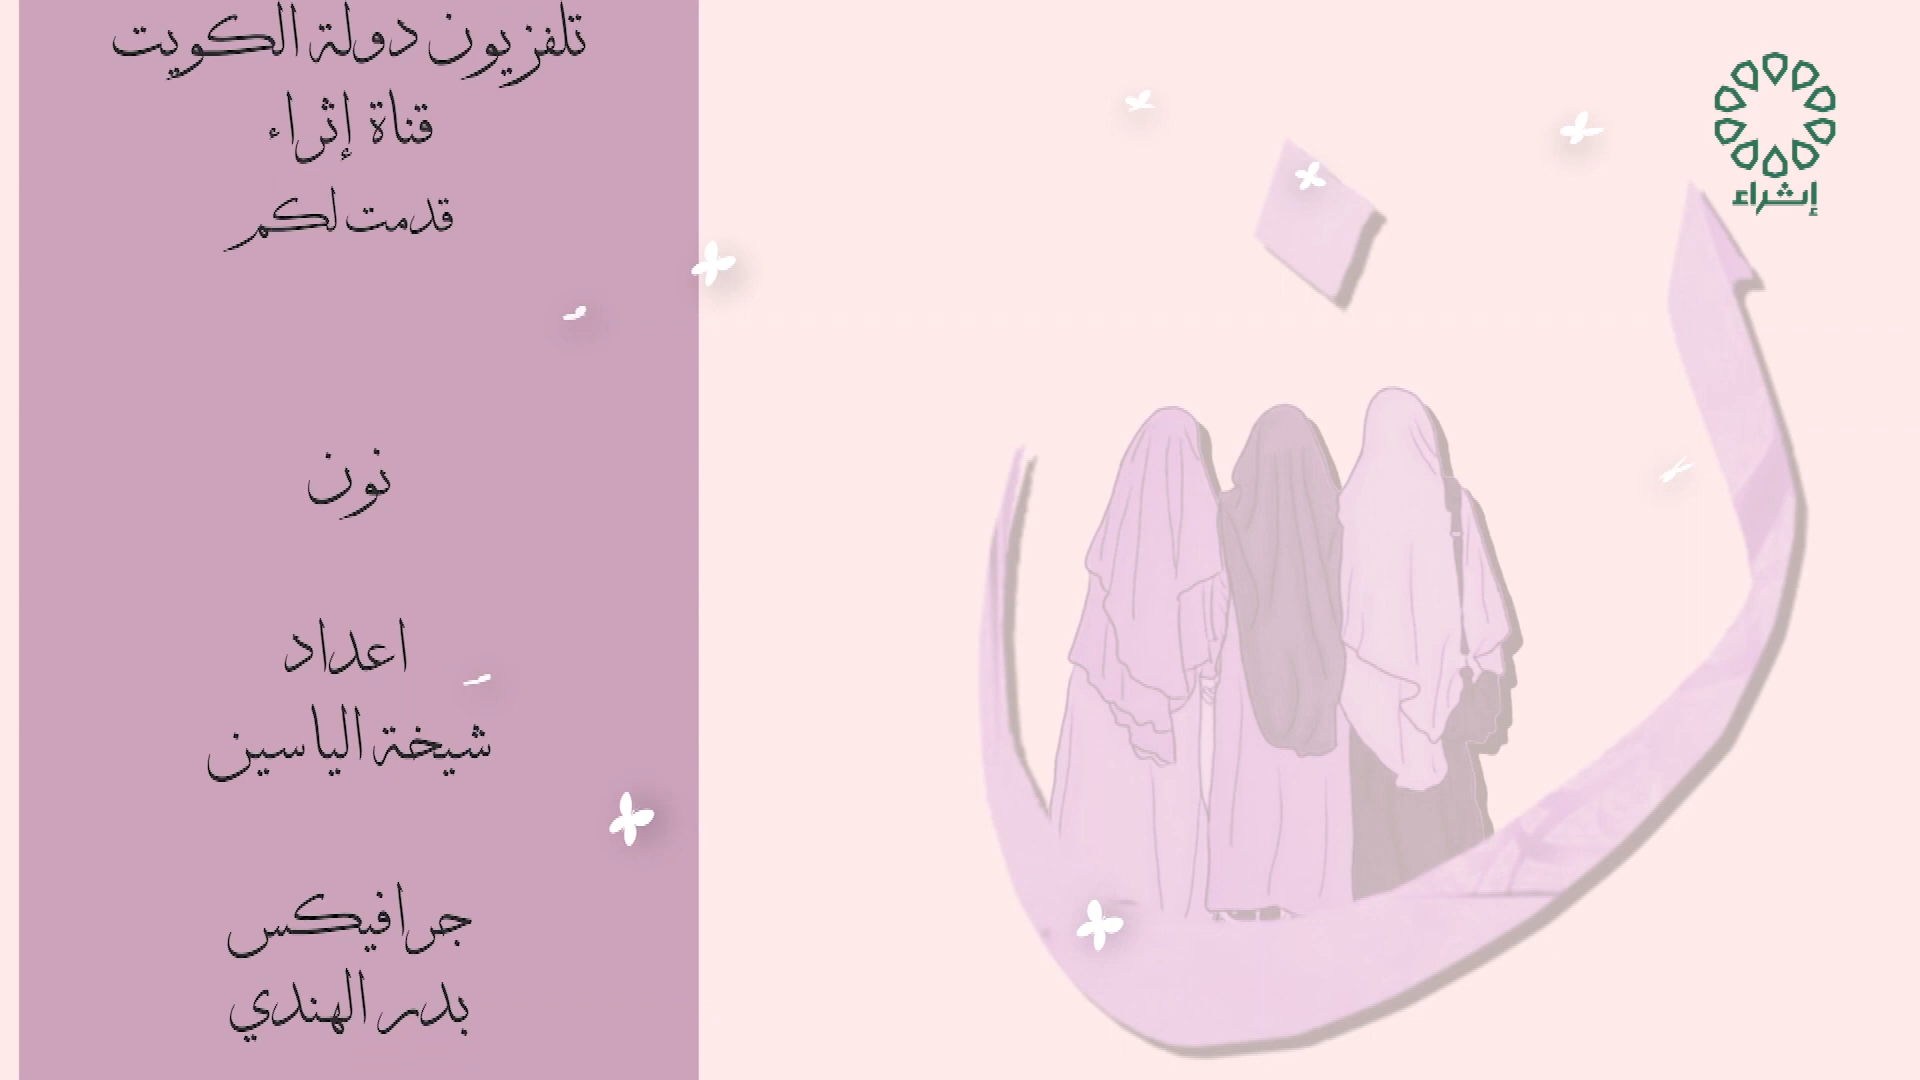 تلفزيون دولة الكويت
قناة إثراء
قدمت لكم
نون
اعداد
شيخة الياسين
جرافيكس
بدر الهندي
إثراء